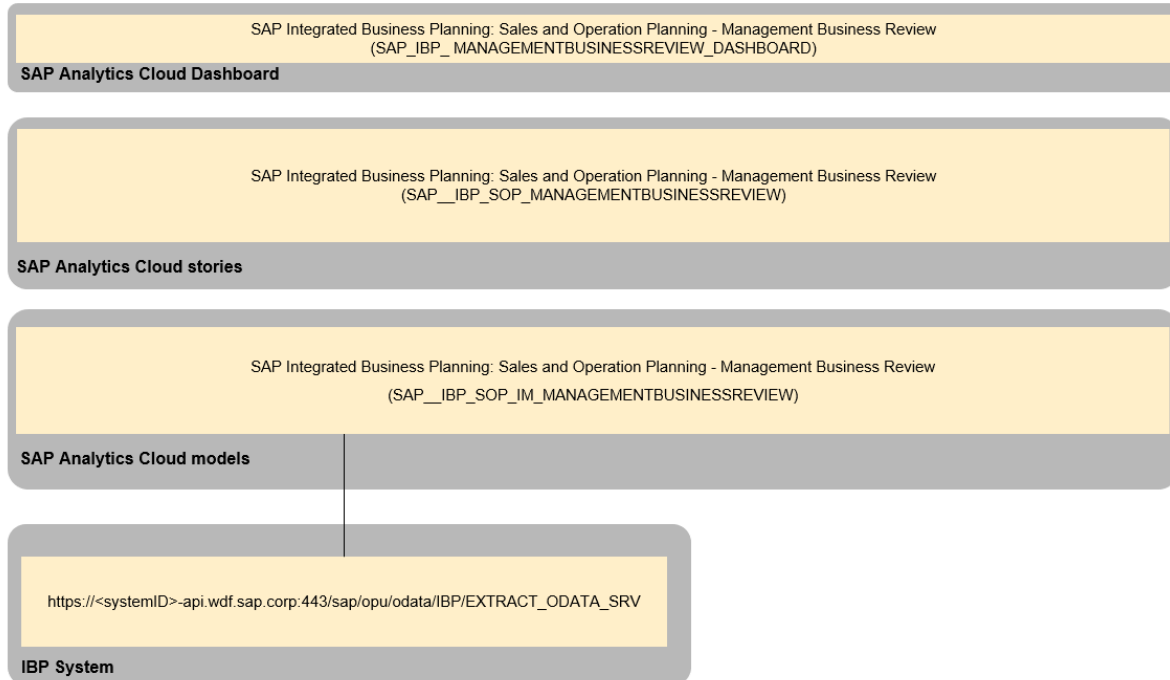 SAP Integrated Business Planning: Sales and Operation Planning - Management Business Review
(SAP_IBP_ MANAGEMENTBUSINESSREVIEW_DASHBOARD)
SAP Analytics Cloud Dashboard
SAP Integrated Business Planning: Sales and Operation Planning - Management Business Review
(SAP__IBP_SOP_MANAGEMENTBUSINESSREVIEW)
SAP Analytics Cloud stories
SAP Integrated Business Planning: Sales and Operation Planning - Management Business Review
(SAP__IBP_SOP_IM_MANAGEMENTBUSINESSREVIEW)
SAP Analytics Cloud models
https://<systemID>-api.wdf.sap.corp:443/sap/opu/odata/IBP/EXTRACT_ODATA_SRV
IBP System